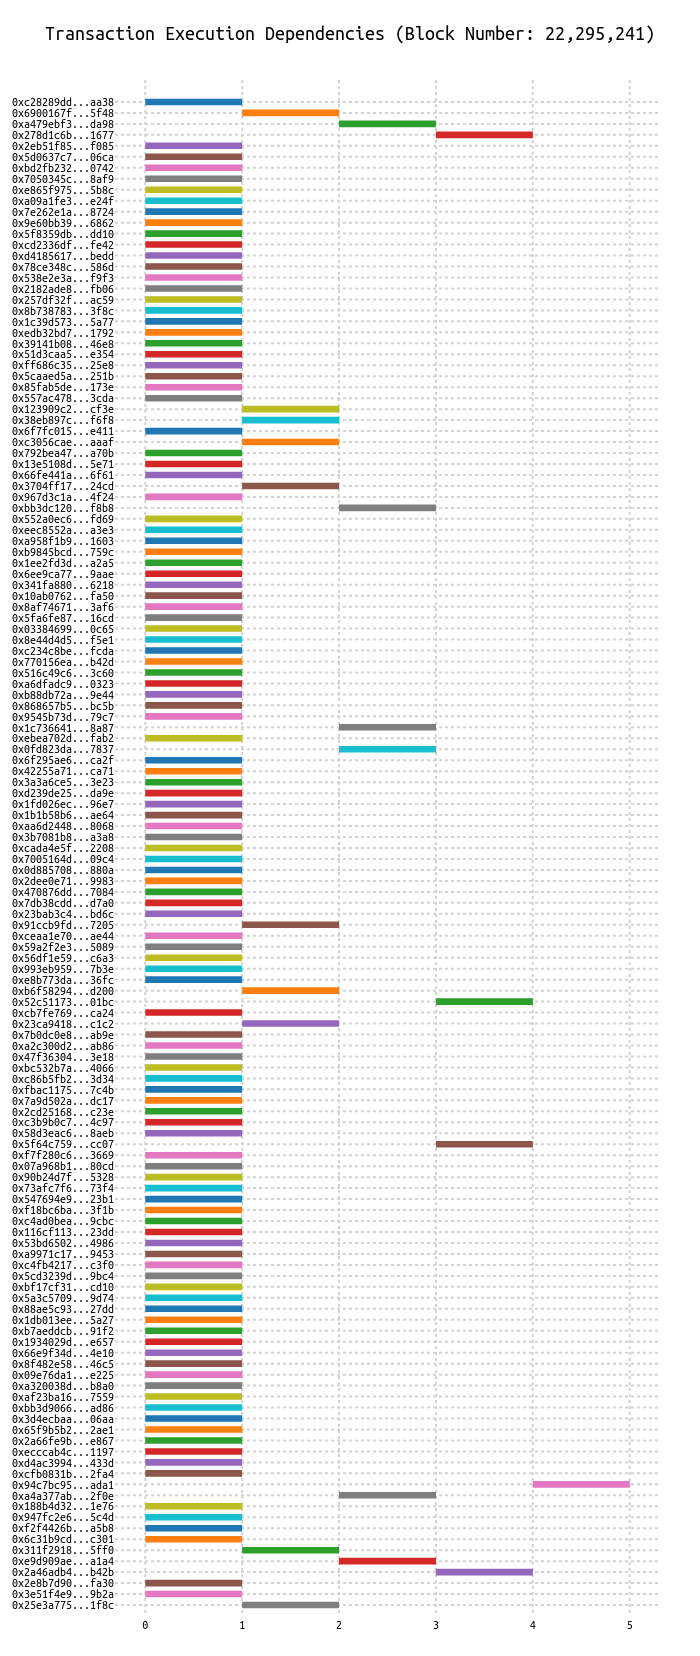 Transaction Execution Dependencies (Block Number: 22,295,241)
0xc28289dd...aa38
0x6900167f...5f48
0xa479ebf3...da98
0x278d1c6b...1677
0x2eb51f85...f085
0x5d0637c7...06ca
0xbd2fb232...0742
0x7050345c...8af9
0xe865f975...5b8c
0xa09a1fe3...e24f
0x7e262e1a...8724
0x9e60bb39...6862
0x5f8359db...dd10
0xcd2336df...fe42
0xd4185617...bedd
0x78ce348c...586d
0x538e2e3a...f9f3
0x2182ade8...fb06
0x257df32f...ac59
0x8b738783...3f8c
0x1c39d573...5a77
0xedb32bd7...1792
0x39141b08...46e8
0x51d3caa5...e354
0xff686c35...25e8
0x5caaed5a...251b
0x85fab5de...173e
0x557ac478...3cda
0x123909c2...cf3e
0x38eb897c...f6f8
0x6f7fc015...e411
0xc3056cae...aaaf
0x792bea47...a70b
0x13e5108d...5e71
0x66fe441a...6f61
0x3704ff17...24cd
0x967d3c1a...4f24
0xbb3dc120...f8b8
0x552a0ec6...fd69
0xeec8552a...a3e3
0xa958f1b9...1603
0xb9845bcd...759c
0x1ee2fd3d...a2a5
0x6ee9ca77...9aae
0x341fa880...6218
0x10ab0762...fa50
0x8af74671...3af6
0x5fa6fe87...16cd
0x03384699...0c65
0x8e44d4d5...f5e1
0xc234c8be...fcda
0x770156ea...b42d
0x516c49c6...3c60
0xa6dfadc9...0323
0xb88db72a...9e44
0x868657b5...bc5b
0x9545b73d...79c7
0x1c736641...8a87
0xebea702d...fab2
0x0fd823da...7837
0x6f295ae6...ca2f
0x42255a71...ca71
0x3a3a6ce5...3e23
0xd239de25...da9e
0x1fd026ec...96e7
0x1b1b58b6...ae64
0xaa6d2448...8068
0x3b7081b8...a3a8
0xcada4e5f...2208
0x7005164d...09c4
0x0d885708...880a
0x2dee0e71...9983
0x470876dd...7084
0x7db38cdd...d7a0
0x23bab3c4...bd6c
0x91ccb9fd...7205
0xceaa1e70...ae44
0x59a2f2e3...5089
0x56df1e59...c6a3
0x993eb959...7b3e
0xe8b773da...36fc
0xb6f58294...d200
0x52c51173...01bc
0xcb7fe769...ca24
0x23ca9418...c1c2
0x7b0dc0e8...ab9e
0xa2c300d2...ab86
0x47f36304...3e18
0xbc532b7a...4066
0xc86b5fb2...3d34
0xfbac1175...7c4b
0x7a9d502a...dc17
0x2cd25168...c23e
0xc3b9b0c7...4c97
0x58d3eac6...8aeb
0x5f64c759...cc07
0xf7f280c6...3669
0x07a968b1...80cd
0x90b24d7f...5328
0x73afc7f6...73f4
0x547694e9...23b1
0xf18bc6ba...3f1b
0xc4ad0bea...9cbc
0x116cf113...23dd
0x53bd6502...4986
0xa9971c17...9453
0xc4fb4217...c3f0
0x5cd3239d...9bc4
0xbf17cf31...cd10
0x5a3c5709...9d74
0x88ae5c93...27dd
0x1db013ee...5a27
0xb7aeddcb...91f2
0x1934029d...e657
0x66e9f34d...4e10
0x8f482e58...46c5
0x09e76da1...e225
0xa320038d...b8a0
0xaf23ba16...7559
0xbb3d9066...ad86
0x3d4ecbaa...06aa
0x65f9b5b2...2ae1
0x2a66fe9b...e867
0xecccab4c...1197
0xd4ac3994...433d
0xcfb0831b...2fa4
0x94c7bc95...ada1
0xa4a377ab...2f0e
0x188b4d32...1e76
0x947fc2e6...5c4d
0xf2f4426b...a5b8
0x6c31b9cd...c301
0x311f2918...5ff0
0xe9d909ae...a1a4
0x2a46adb4...b42b
0x2e8b7d90...fa30
0x3e51f4e9...9b2a
0x25e3a775...1f8c
0 1 2 3 4 5